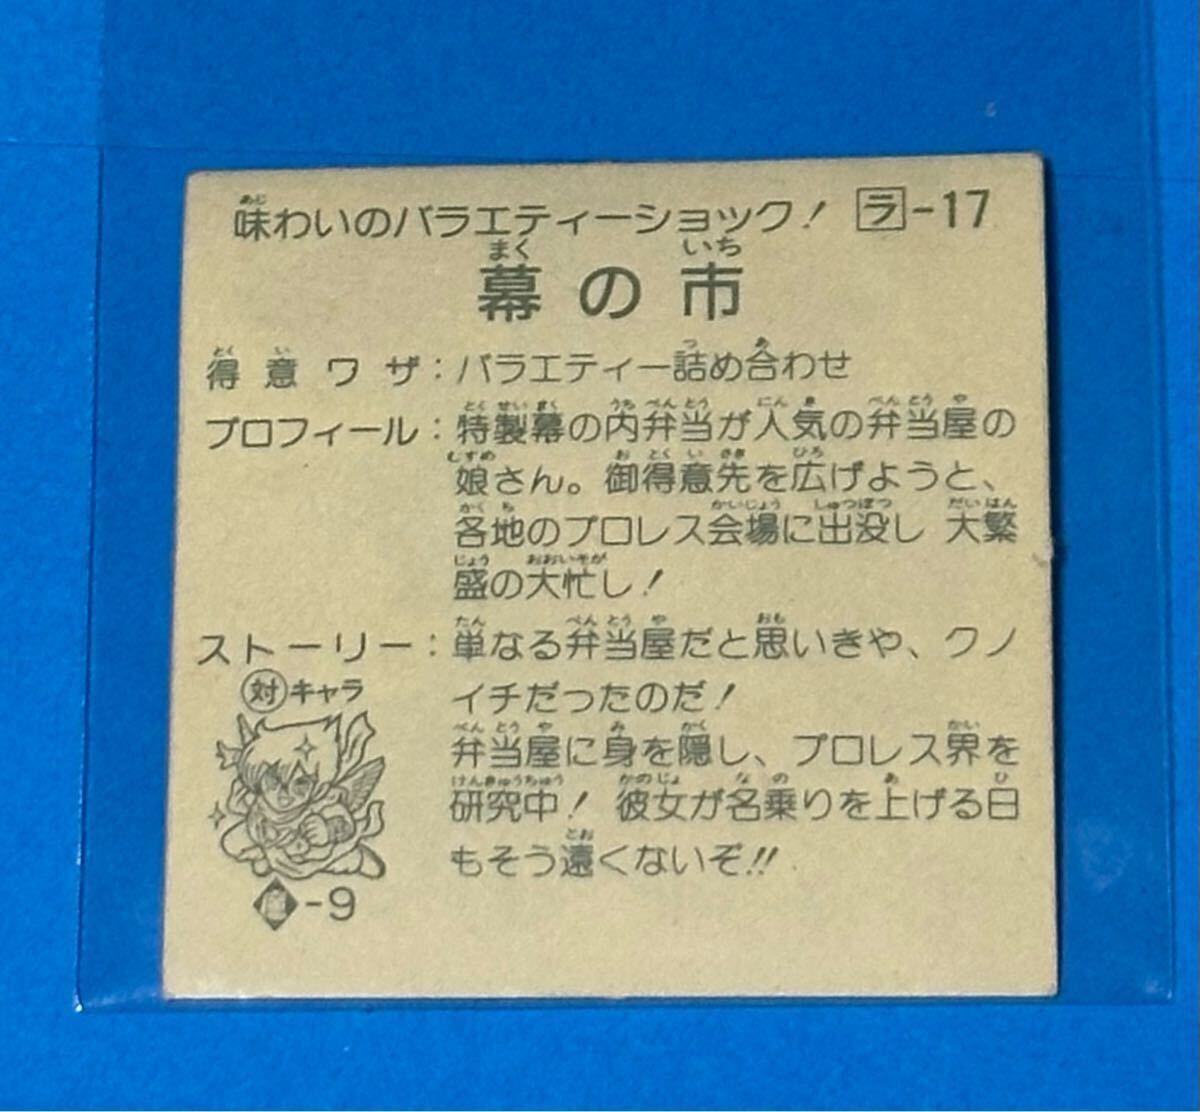 味わいのバラエティーショック! ラ-17
幕の市
得意ワザ:バラエティー詰め合わせ
プロフィール:特製幕の内弁当が人気の弁当屋の
娘さん。御得意先を広げようと、
各地のプロレス会場に出没し 大繁
盛の大忙し!
ストーリー:単なる弁当屋だと思いきや、クノ
イチだったのだ!
弁当屋に身を隠し、プロレス界を
研究中! 彼女が名乗りを上げる日
もそう遠くないぞ!!
対キャラ
-9